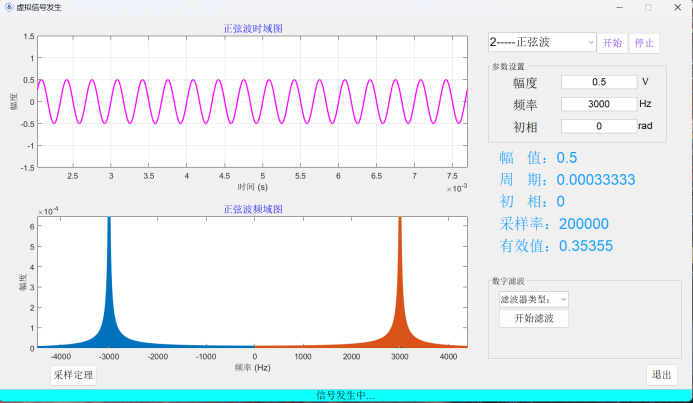 虚拟信号发生
正弦波时域图
1.5
1
0.5
0
-0.5
-1
-1.5
幅度
2.5 3 3.5 4 4.5 5 5.5 6 6.5 7 7.5
时间 (s)
×10⁻³
正弦波频域图
×10⁻⁴
6
5
4
3
2
1
0
幅度
-4000 -3000 -2000 -1000 0 1000 2000 3000 4000
频率 (Hz)
采样定理
2-----正弦波
开始 停止
参数设置
幅度 0.5 V
频率 3000 Hz
初相 0 rad
幅 值：0.5
周 期：0.00033333
初 相：0
采样率：200000
有效值：0.35355
数字滤波
滤波器类型：
开始滤波
退出
信号发生中...